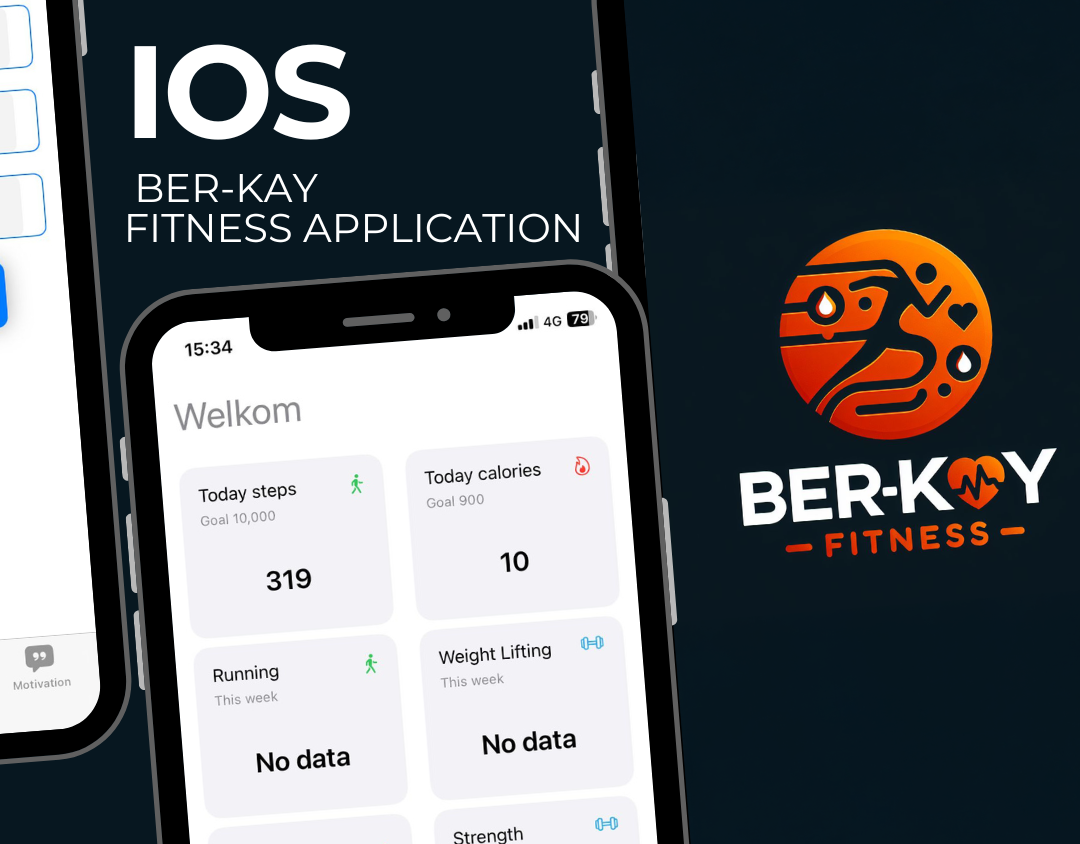 IOS
BER-KAY
FITNESS APPLICATION
15:34
4G 79
Welkom
Today steps
Goal 10,000
319
Today calories
Goal 900
10
Running
This week
No data
Weight Lifting
This week
No data
Strength
Motivation
BER-KAY
FITNESS